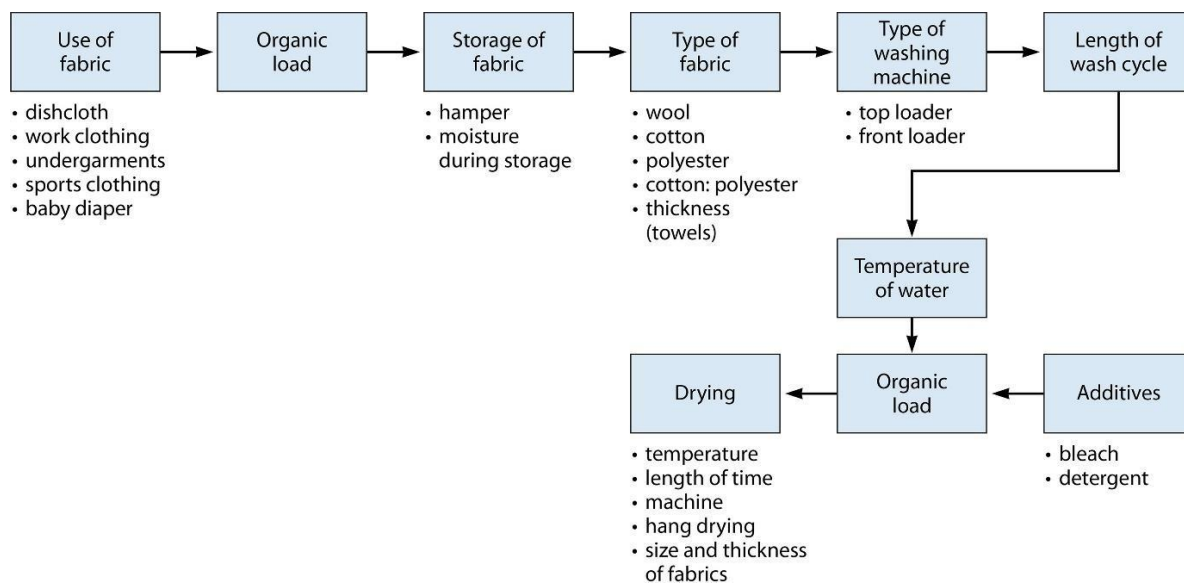 Use of
fabric
• dishcloth
• work clothing
• undergarments
• sports clothing
• baby diaper
Organic
load
Storage of
fabric
• hamper
• moisture
during storage
Type of
fabric
• wool
• cotton
• polyester
• cotton: polyester
• thickness
(towels)
Type of
washing
machine
• top loader
• front loader
Length of
wash cycle
Temperature
of water
Drying
• temperature
• length of time
• machine
• hang drying
• size and thickness
of fabrics
Organic
load
Additives
• bleach
• detergent